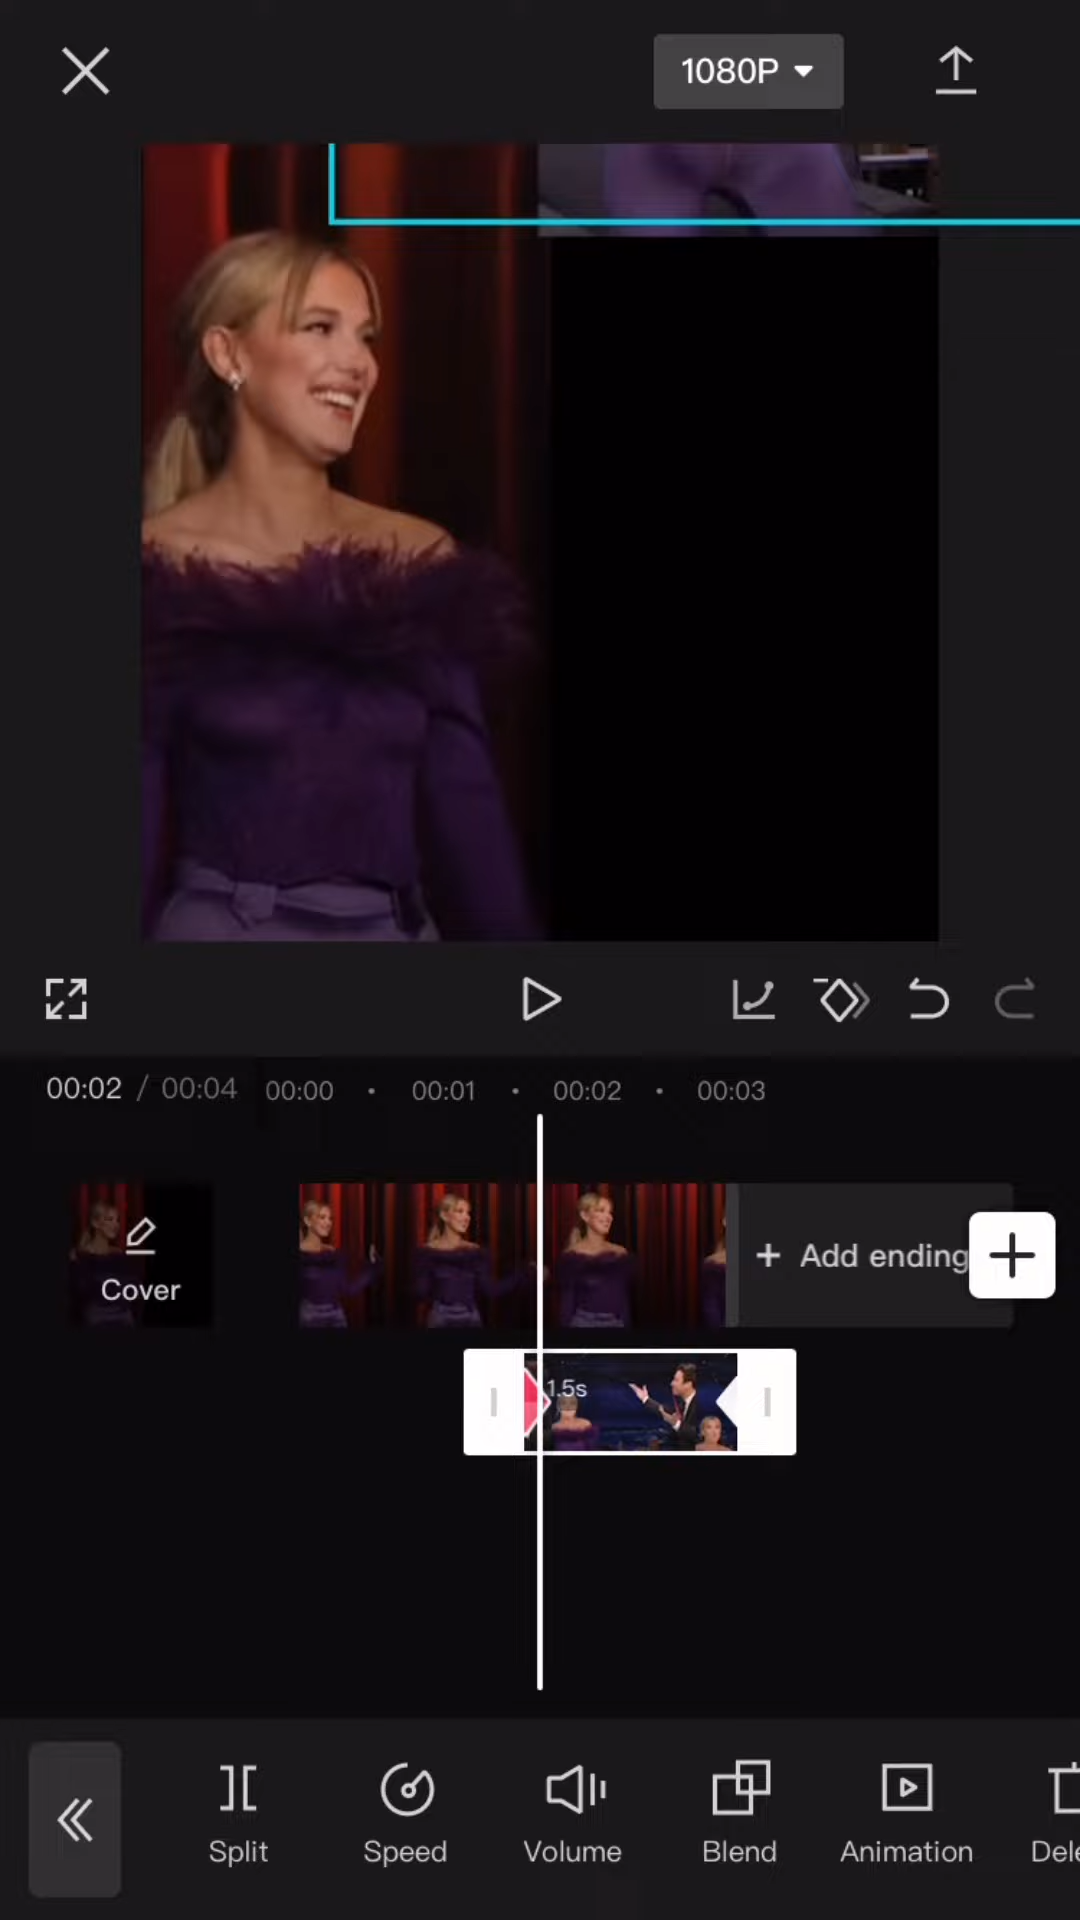 1080P
00:02 / 00:04
00:00 • 00:01 • 00:02 • 00:03
Cover
+ Add ending
1.5s
Split
Speed
Volume
Blend
Animation
Dele